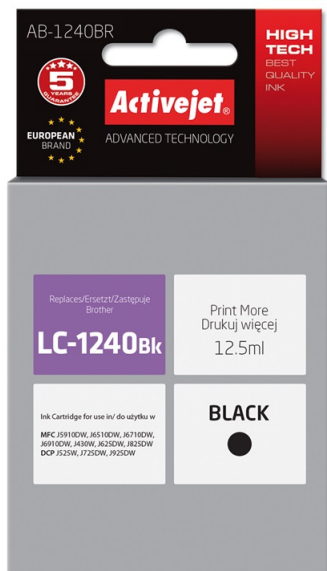 AB-1240BR
HIGH
TECH
BEST
QUALITY
INK
5
YEARS
GUARANTEE
Activejet®
EUROPEAN
BRAND
ADVANCED TECHNOLOGY
Replaces/Ersetzt/Zastępuje
Brother
LC-1240Bk
Print More
Drukuj więcej
12.5ml
Ink Cartridge for use in/ do użytku w
MFC J5910DW, J6510DW, J6710DW,
J6910DW, J430W, J625DW, J825DW
DCP J525W, J725DW, J925DW
BLACK